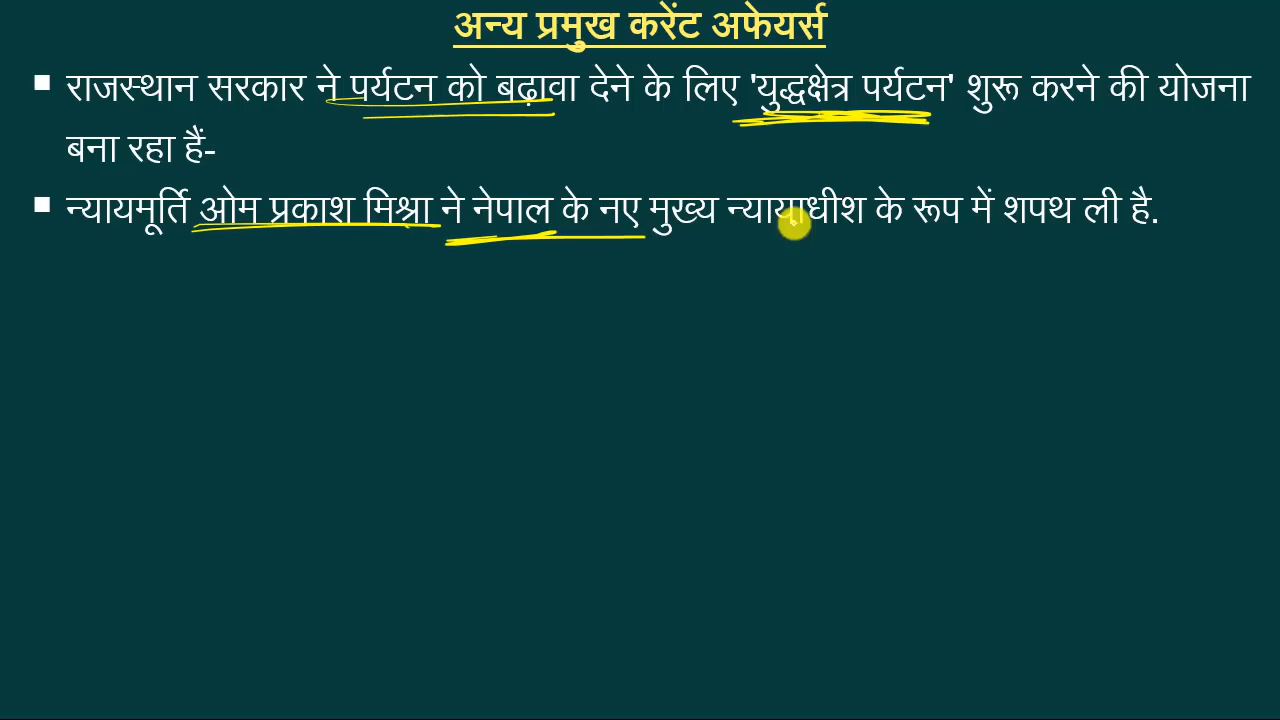 अन्य प्रमुख करेंट अफेयर्स
राजस्थान सरकार ने पर्यटन को बढ़ावा देने के लिए 'युद्धक्षेत्र पर्यटन' शुरू करने की योजना
बना रहा हैं-
न्यायमूर्ति ओम प्रकाश मिश्रा ने नेपाल के नए मुख्य न्यायाधीश के रूप में शपथ ली है.